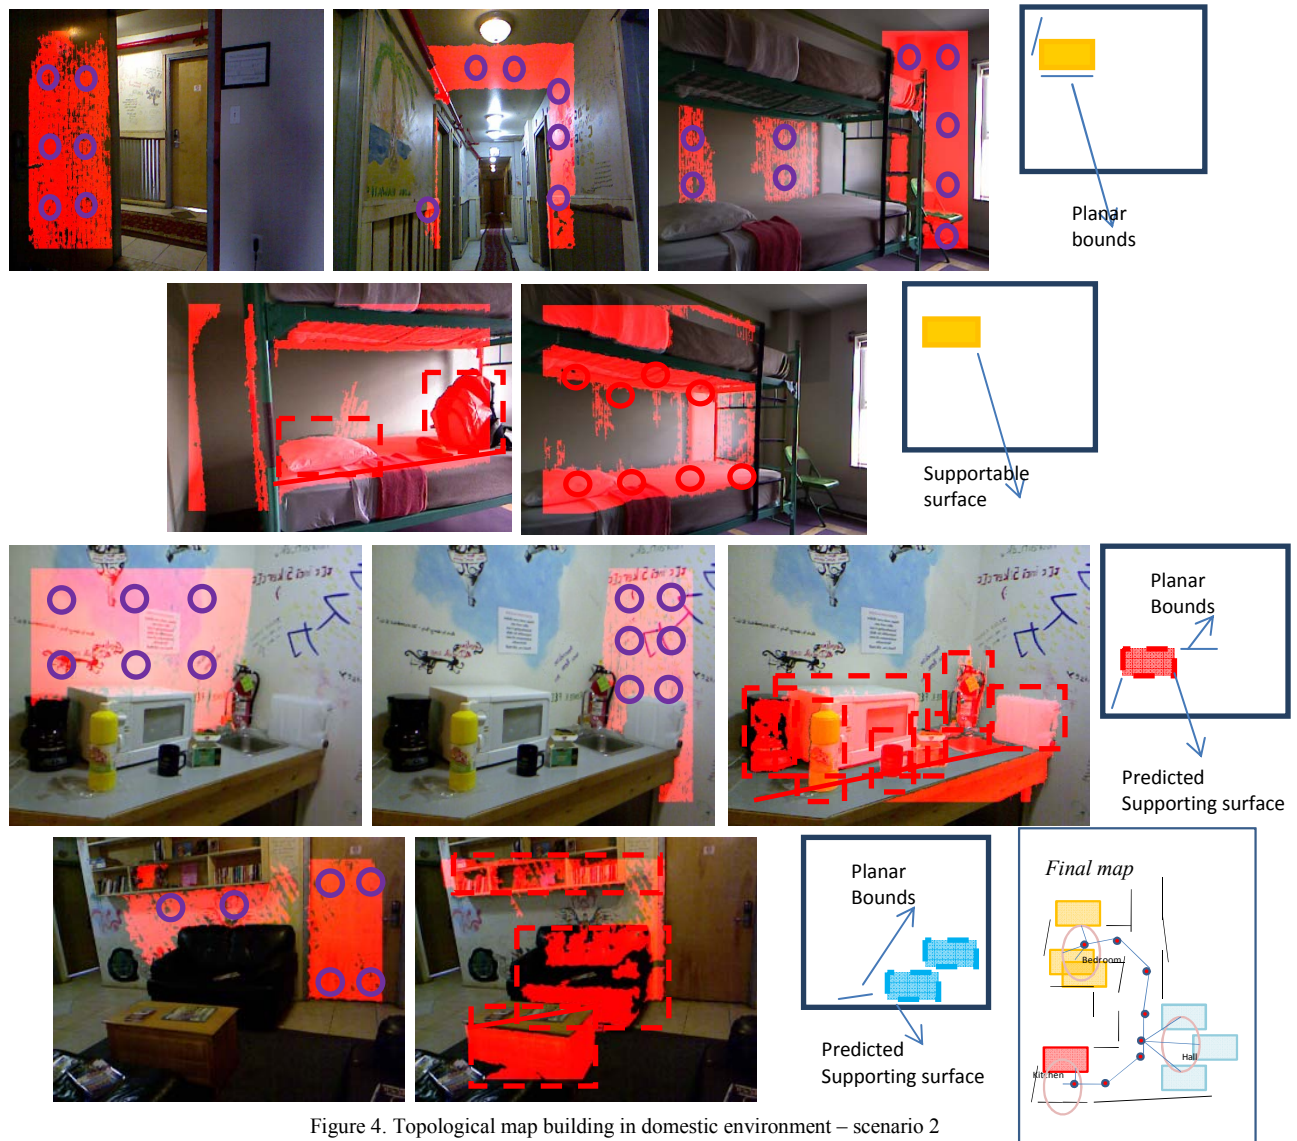 Planar
bounds
Supportable
surface
Planar
Bounds
Predicted
Supporting surface
Planar
Bounds
Predicted
Supporting surface
Final map
Bedroom
Hall
Kitchen
Figure 4. Topological map building in domestic environment – scenario 2